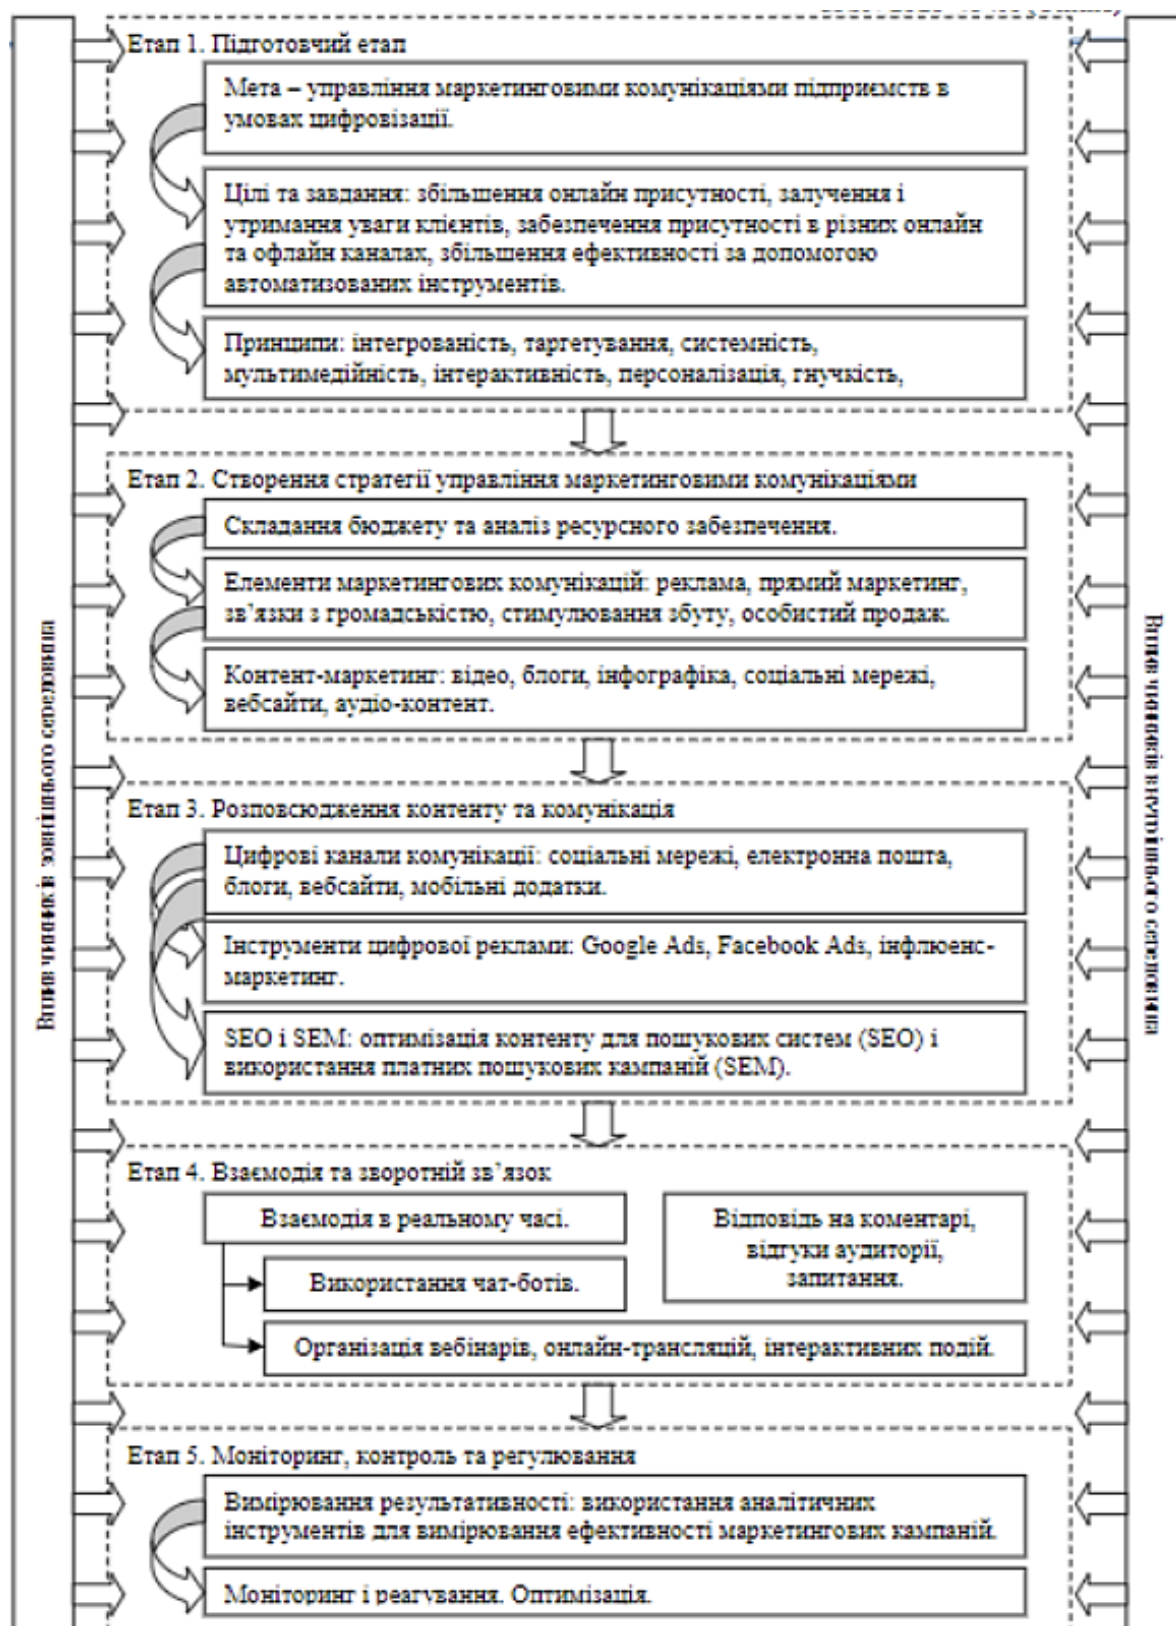 Етап 1. Підготовчий етап
Мета – управління маркетинговими комунікаціями підприємств в
умовах цифровізації.
Цілі та завдання: збільшення онлайн присутності, залучення і
утримання уваги клієнтів, забезпечення присутності в різних онлайн
та офлайн каналах, збільшення ефективності за допомогою
автоматизованих інструментів.
Принципи: інтегрованість, таргетування, системність,
мультимедійність, інтерактивність, персоналізація, гнучкість,
Етап 2. Створення стратегії управління маркетинговими комунікаціями
Складання бюджету та аналіз ресурсного забезпечення.
Елементи маркетингових комунікацій: реклама, прямий маркетинг,
зв’язки з громадськістю, стимулювання збуту, особистий продаж.
Контент-маркетинг: відео, блоги, інфографіка, соціальні мережі,
вебсайти, аудіо-контент.
Етап 3. Розповсюдження контенту та комунікація
Цифрові канали комунікації: соціальні мережі, електронна пошта,
блоги, вебсайти, мобільні додатки.
Інструменти цифрової реклами: Google Ads, Facebook Ads, інфлюенс-
маркетинг.
SEO і SEM: оптимізація контенту для пошукових систем (SEO) і
використання платних пошукових кампаній (SEM).
Етап 4. Взаємодія та зворотній зв’язок
Взаємодія в реальному часі.
Відповідь на коментарі,
відгуки аудиторії,
запитання.
Використання чат-ботів.
Організація вебінарів, онлайн-трансляцій, інтерактивних подій.
Етап 5. Моніторинг, контроль та регулювання
Вимірювання результативності: використання аналітичних
інструментів для вимірювання ефективності маркетингових кампаній.
Моніторинг і реагування. Оптимізація.
Вплив чинників зовнішнього середовища
Вплив чинників внутрішнього середовища